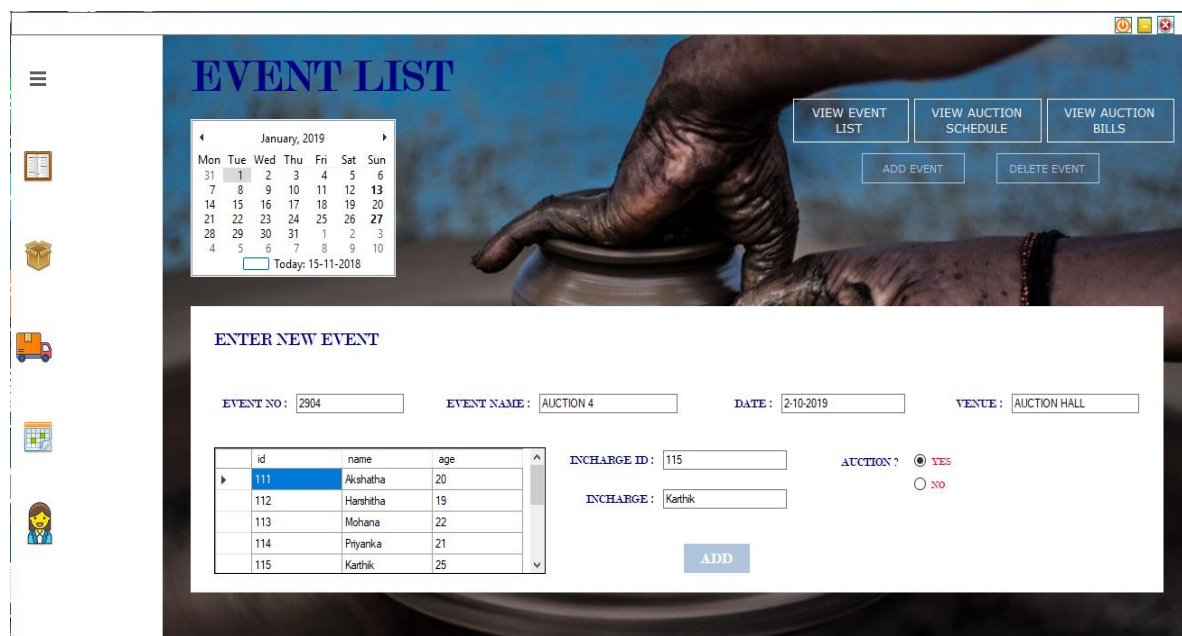 EVENT LIST
VIEW EVENT LIST
VIEW AUCTION SCHEDULE
VIEW AUCTION BILLS
ADD EVENT
DELETE EVENT
January, 2019
Mon Tue Wed Thu Fri Sat Sun
31 1 2 3 4 5 6
7 8 9 10 11 12 13
14 15 16 17 18 19 20
21 22 23 24 25 26 27
28 29 30 31 1 2 3
4 5 6 7 8 9 10
Today: 15-11-2018
ENTER NEW EVENT
EVENT NO : 2904
EVENT NAME : AUCTION 4
DATE : 2-10-2019
VENUE : AUCTION HALL
id name age
111 Akshatha 20
112 Harshitha 19
113 Mohana 22
114 Priyanka 21
115 Karthik 25
INCHARGE ID : 115
INCHARGE : Karthik
AUCTION ? YES
NO
ADD